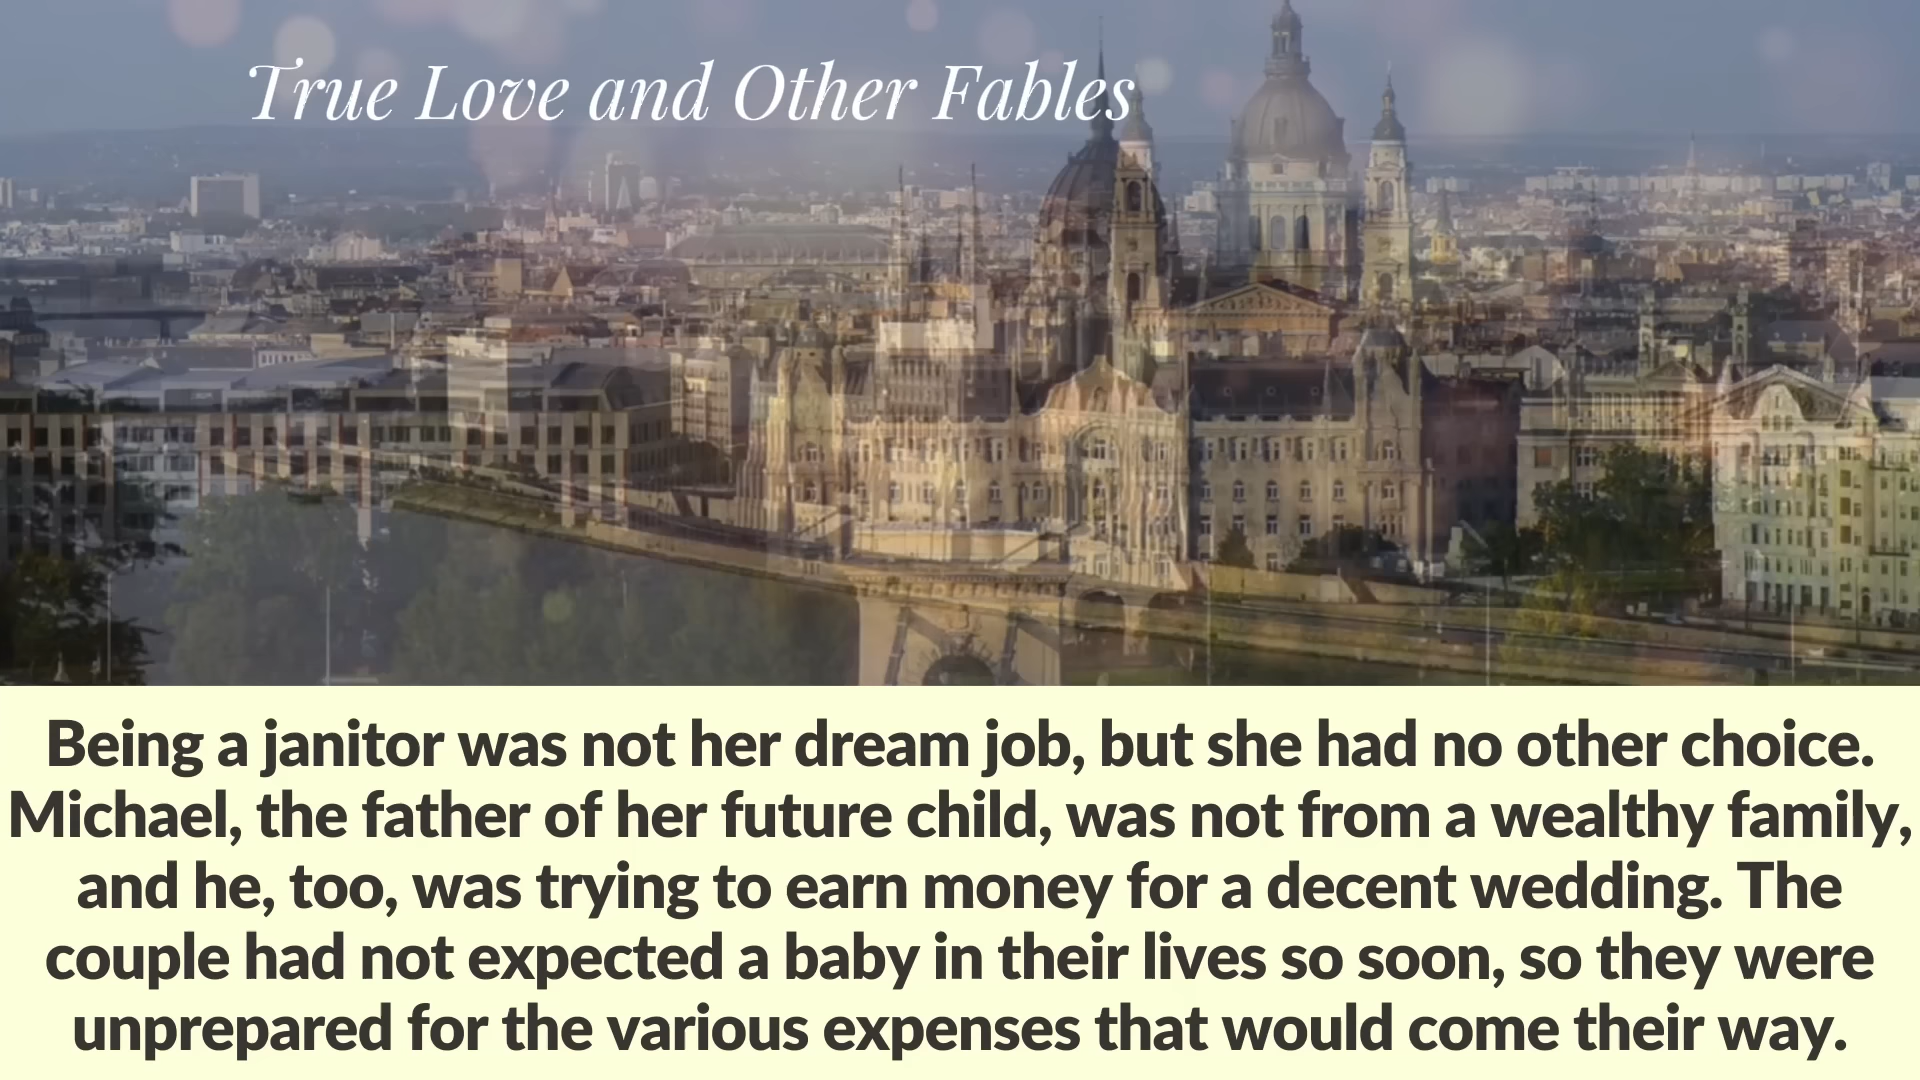 True Love and Other Fables
Being a janitor was not her dream job, but she had no other choice.
Michael, the father of her future child, was not from a wealthy family,
and he, too, was trying to earn money for a decent wedding. The
couple had not expected a baby in their lives so soon, so they were
unprepared for the various expenses that would come their way.